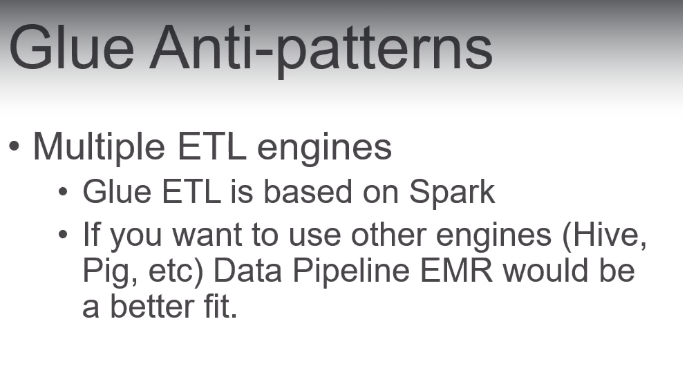 Glue Anti-patterns
• Multiple ETL engines
• Glue ETL is based on Spark
• If you want to use other engines (Hive,
Pig, etc) Data Pipeline EMR would be
a better fit.